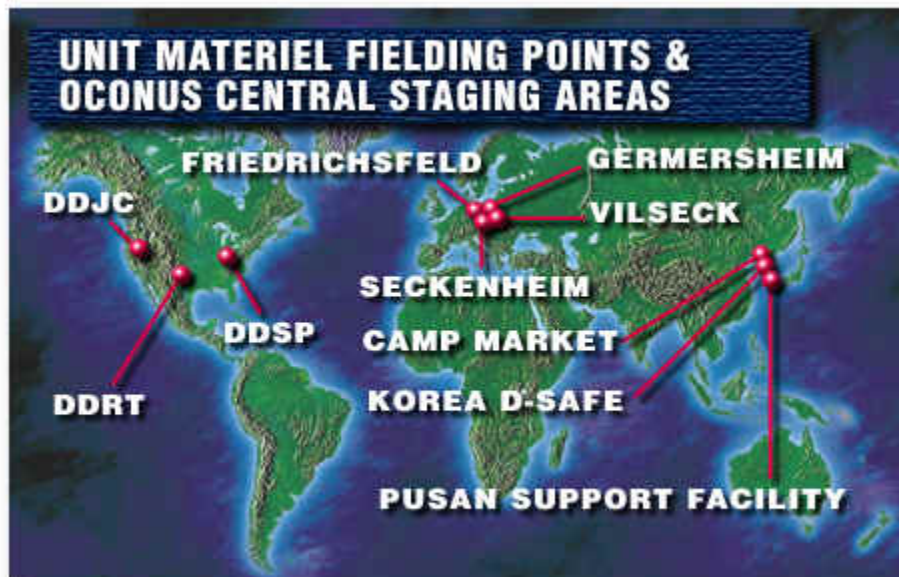 UNIT MATERIEL FIELDING POINTS &
OCONUS CENTRAL STAGING AREAS
FRIEDRICHSFELD
GERMERSHEIM
DDJC
VILSECK
SECKENHEIM
DDSP
CAMP MARKET
DDRT
KOREA D-SAFE
PUSAN SUPPORT FACILITY